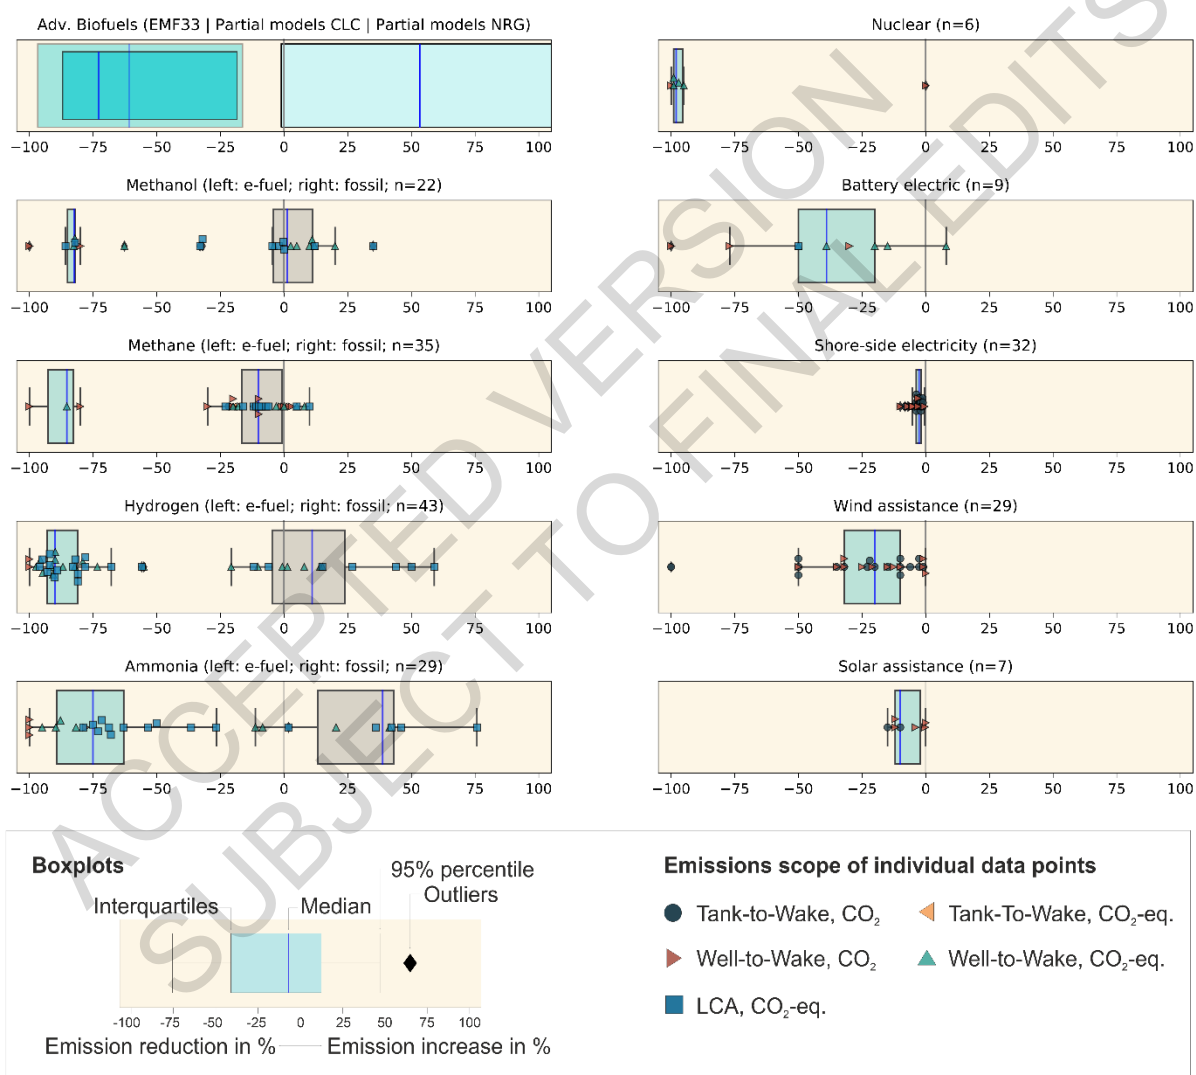 Adv. Biofuels (EMF33 | Partial models CLC | Partial models NRG)
−100 −75 −50 −25 0 25 50 75 100
Nuclear (n=6)
−100 −75 −50 −25 0 25 50 75 100
Methanol (left: e-fuel; right: fossil; n=22)
−100 −75 −50 −25 0 25 50 75 100
Battery electric (n=9)
−100 −75 −50 −25 0 25 50 75 100
Methane (left: e-fuel; right: fossil; n=35)
−100 −75 −50 −25 0 25 50 75 100
Shore-side electricity (n=32)
−100 −75 −50 −25 0 25 50 75 100
Hydrogen (left: e-fuel; right: fossil; n=43)
−100 −75 −50 −25 0 25 50 75 100
Wind assistance (n=29)
−100 −75 −50 −25 0 25 50 75 100
Ammonia (left: e-fuel; right: fossil; n=29)
−100 −75 −50 −25 0 25 50 75 100
Solar assistance (n=7)
−100 −75 −50 −25 0 25 50 75 100
ACCEPTED VERSION
SUBJECT TO FINAL EDITS
Boxplots
95% percentile
Outliers
Interquartiles
Median
-100 -75 -50 -25 0 25 50 75 100
Emission reduction in % Emission increase in %
Emissions scope of individual data points
Tank-to-Wake, CO₂
Tank-To-Wake, CO₂-eq.
Well-to-Wake, CO₂
Well-to-Wake, CO₂-eq.
LCA, CO₂-eq.